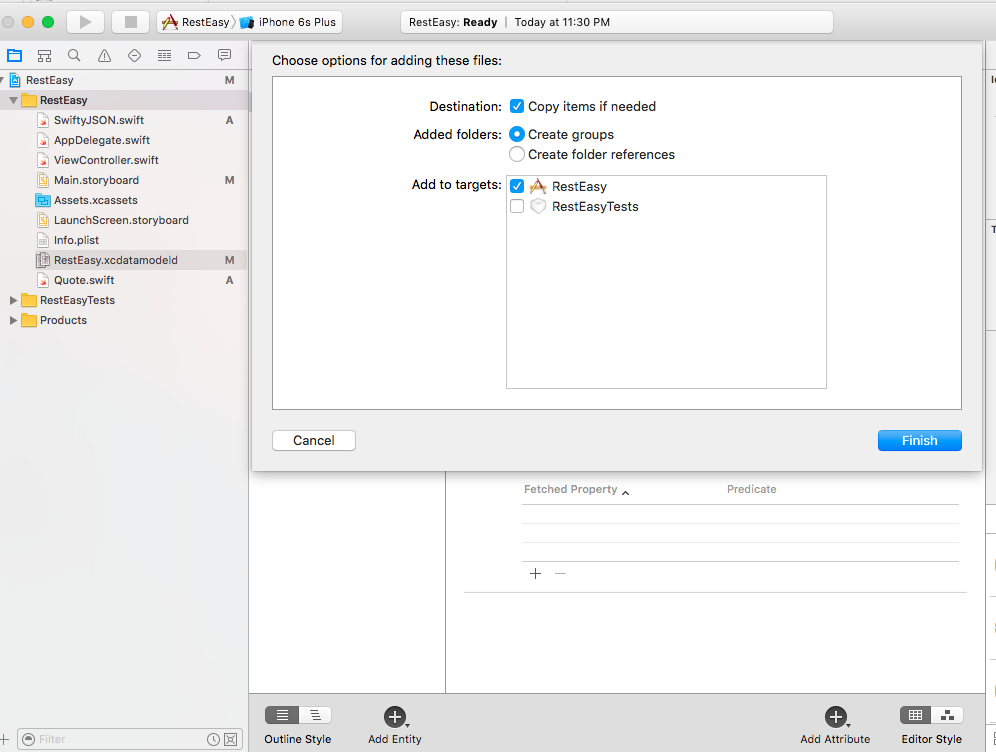 RestEasy iPhone 6s Plus RestEasy: Ready | Today at 11:30 PM
Choose options for adding these files:
RestEasy M
RestEasy
SwiftyJSON.swift A
AppDelegate.swift
ViewController.swift
Main.storyboard M
Assets.xcassets
LaunchScreen.storyboard
Info.plist
RestEasy.xcdatamodeld M
Quote.swift A
RestEasyTests
Products
Destination: Copy items if needed
Added folders: Create groups
Create folder references
Add to targets: RestEasy
RestEasyTests
Cancel Finish
Fetched Property Predicate
Filter
Outline Style Add Entity Add Attribute Editor Style